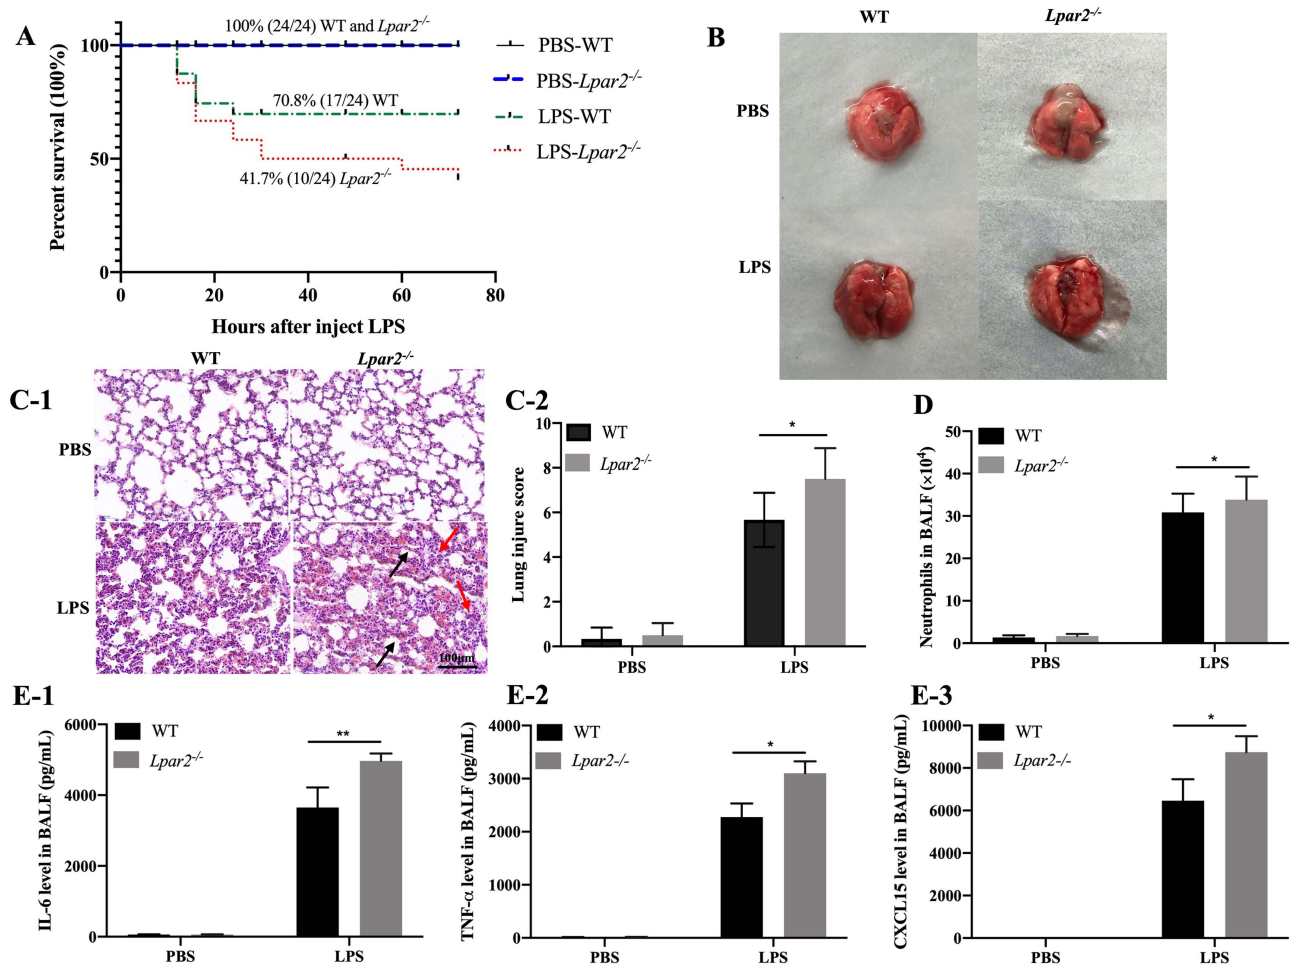 A
100% (24/24) WT and Lpar2-/-
Percent survival (100%)
100
50
0
0
20
40
60
80
70.8% (17/24) WT
41.7% (10/24) Lpar2-/-
Hours after inject LPS
PBS-WT
PBS-Lpar2-/-
LPS-WT
LPS-Lpar2-/-
B
WT
Lpar2-/-
PBS
LPS
C-1
WT
Lpar2-/-
PBS
LPS
100μm
C-2
Lung injure score
10
8
6
4
2
0
WT
Lpar2-/-
*
PBS
LPS
D
Neutrophils in BALF (×10⁴)
50
40
30
20
10
0
WT
Lpar2-/-
*
PBS
LPS
E-1
IL-6 level in BALF (pg/mL)
6000
4000
2000
0
WT
Lpar2-/-
**
PBS
LPS
E-2
TNF-α level in BALF (pg/mL)
4000
3000
2000
1000
0
WT
Lpar2-/-
*
PBS
LPS
E-3
CXCL15 level in BALF (pg/mL)
10000
8000
6000
4000
2000
0
WT
Lpar2-/-
*
PBS
LPS